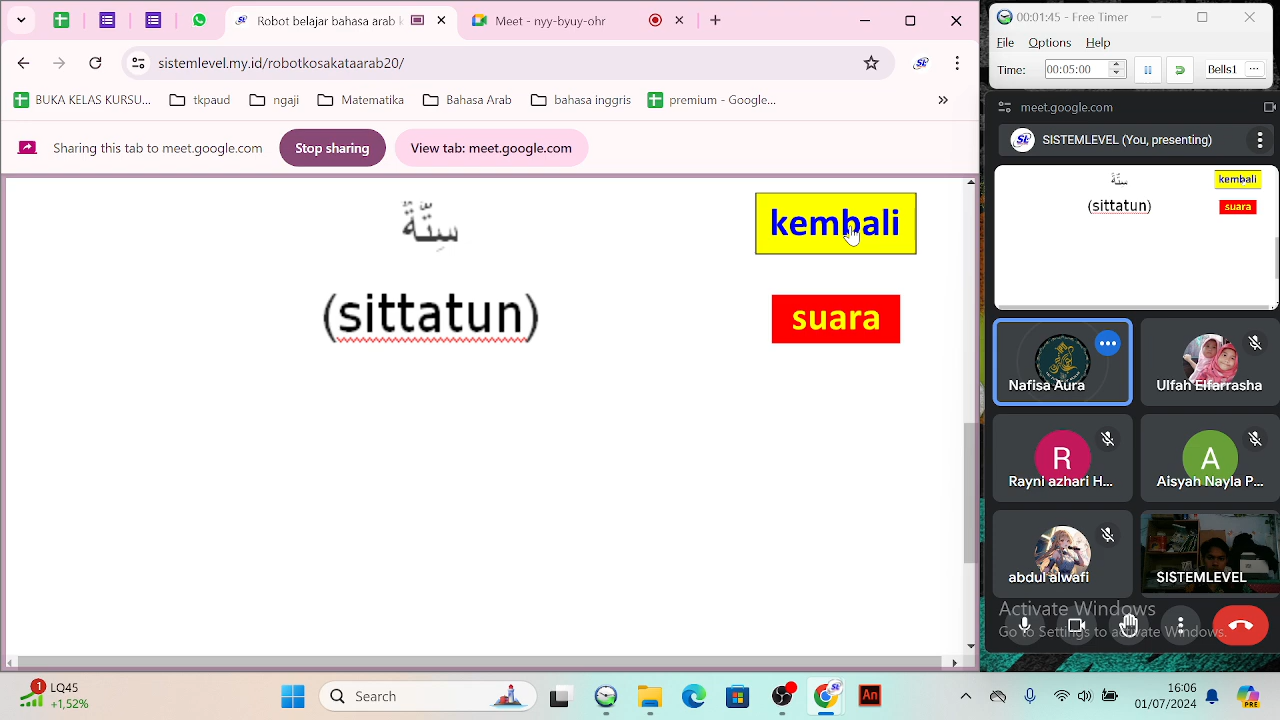 Robot belajar bahasa arab k
Meet - nyy-byuy-ohr
sistemlevel.my.id/robotkosakataarab20/
BUKA KELAS KURSU...
tkpaud
ngaji
Matematika
Bahasa Arab
bahasa inggris
premium - Google...
Sharing this tab to meet.google.com
Stop sharing
View tab: meet.google.com
سِتَّةٌ
kembali
(sittatun)
suara
00:01:45 - Free Timer
File
Options
Help
Time:
00:05:00
Bells1
...
meet.google.com
SISTEMLEVEL (You, presenting)
سِتَّةٌ
kembali
(sittatun)
suara
Nafisa Aura
Ulfah Elfarrasha
R
Rayni azhari H...
A
Aisyah Nayla P...
abdul alwafi
SISTEMLEVEL
Activate Windows
Go to Settings to activate Windows.
1
LQ45
+1,52%
Search
An
16:06
01/07/2024
PRE